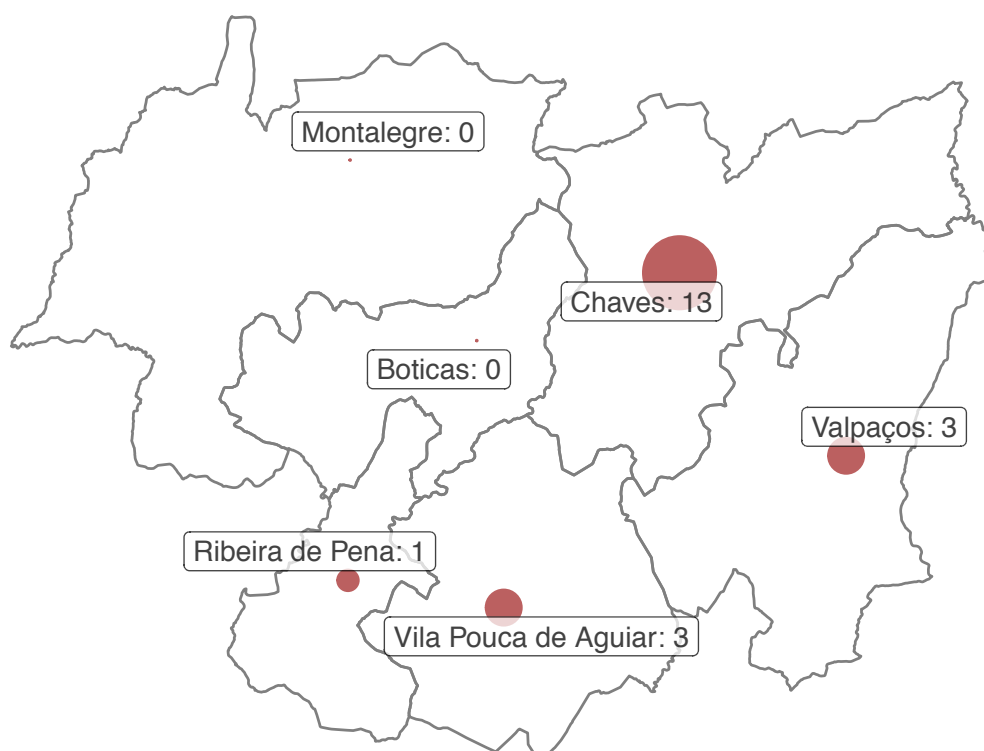 Montalegre: 0
Chaves: 13
Boticas: 0
Valpaços: 3
Ribeira de Pena: 1
Vila Pouca de Aguiar: 3